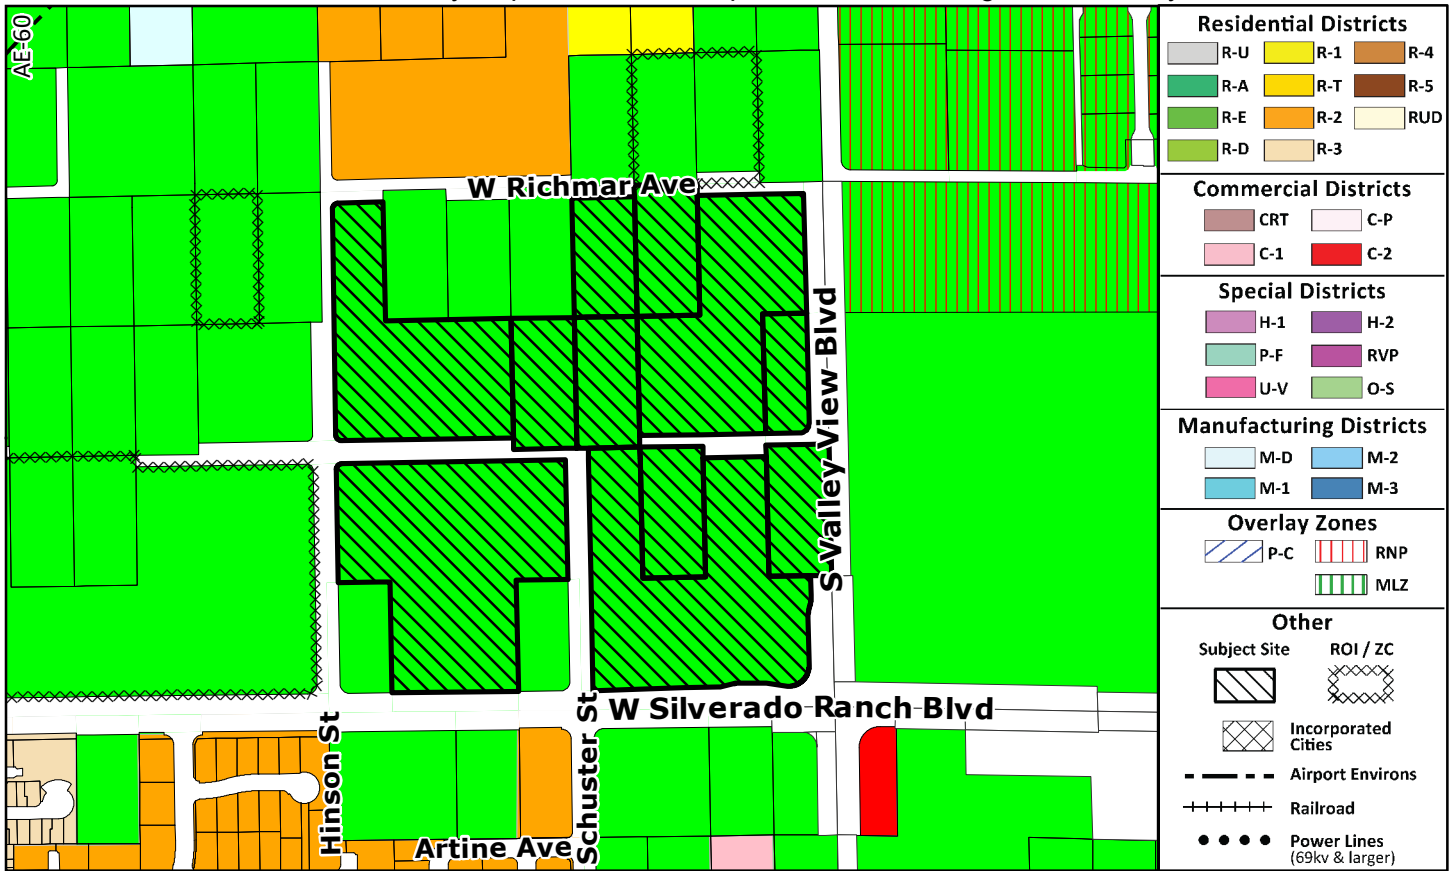 AE-60
W Richmar Ave
S Valley View Blvd
W Silverado Ranch Blvd
Hinson St
Schuster St
Artine Ave
Residential Districts
R-U
R-1
R-4
R-A
R-T
R-5
R-E
R-2
RUD
R-D
R-3
Commercial Districts
CRT
C-P
C-1
C-2
Special Districts
H-1
H-2
P-F
RVP
U-V
O-S
Manufacturing Districts
M-D
M-2
M-1
M-3
Overlay Zones
P-C
RNP
MLZ
Other
Subject Site
ROI / ZC
Incorporated
Cities
Airport Environs
Railroad
Power Lines
(69kv & larger)